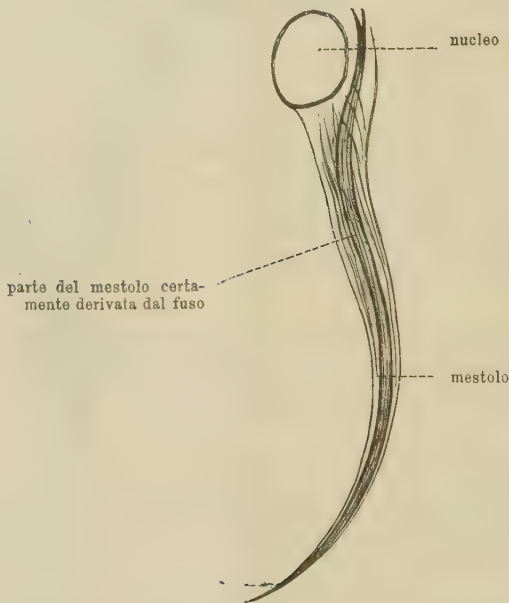 nucleo
parte del mestolo certa-
mente derivata dal fuso
mestolo